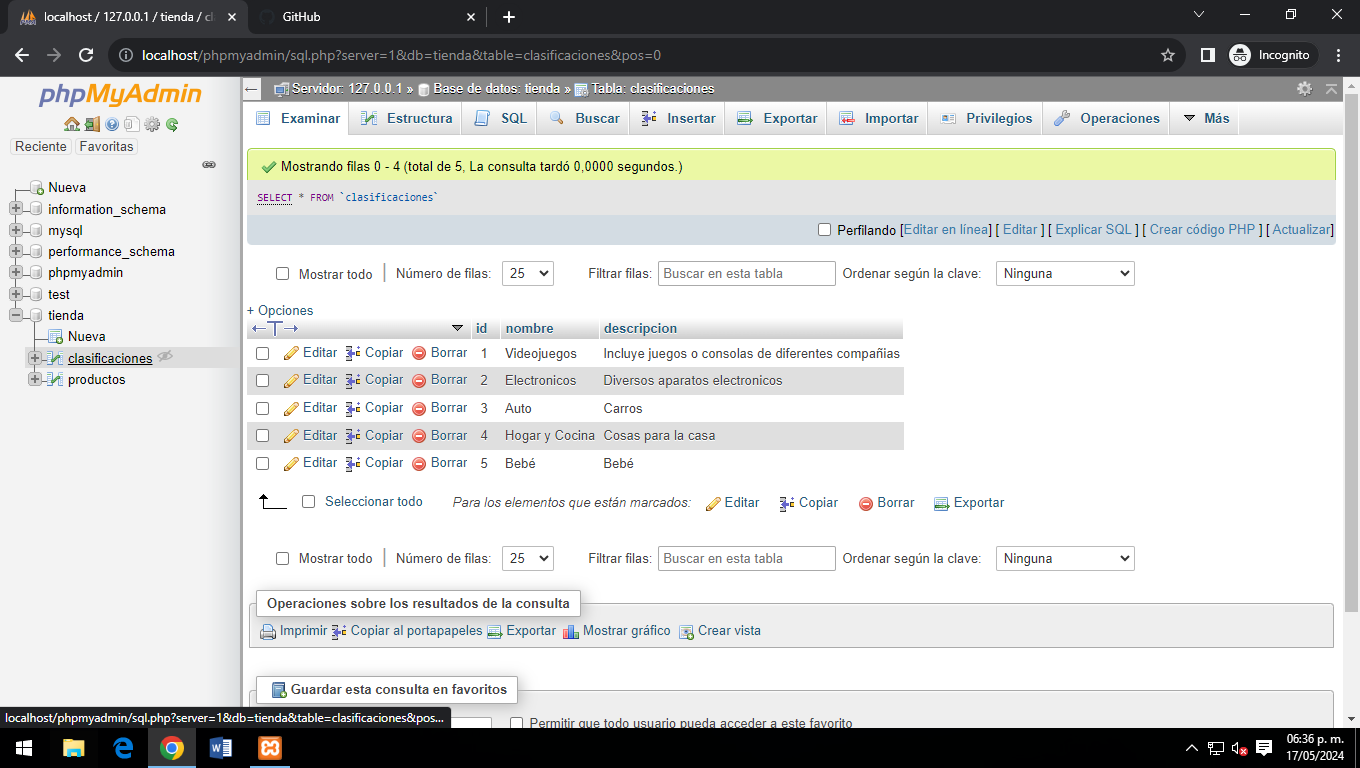 localhost / 127.0.0.1 / tienda / cl
GitHub
localhost/phpmyadmin/sql.php?server=1&db=tienda&table=clasificaciones&pos=0
Incognito
phpMyAdmin
Reciente Favoritas
Nueva
information_schema
mysql
performance_schema
phpmyadmin
test
tienda
Nueva
clasificaciones
productos
Servidor: 127.0.0.1 » Base de datos: tienda » Tabla: clasificaciones
Examinar Estructura SQL Buscar Insertar Exportar Importar Privilegios Operaciones Más
Mostrando filas 0 - 4 (total de 5, La consulta tardó 0,0000 segundos.)
SELECT * FROM `clasificaciones`
Perfilando [Editar en línea] [ Editar ] [ Explicar SQL ] [ Crear código PHP ] [ Actualizar]
Mostrar todo Número de filas: 25 Filtrar filas: Buscar en esta tabla Ordenar según la clave: Ninguna
+ Opciones
id nombre descripcion
Editar Copiar Borrar 1 Videojuegos Incluye juegos o consolas de diferentes compañias
Editar Copiar Borrar 2 Electronicos Diversos aparatos electronicos
Editar Copiar Borrar 3 Auto Carros
Editar Copiar Borrar 4 Hogar y Cocina Cosas para la casa
Editar Copiar Borrar 5 Bebé Bebé
Seleccionar todo Para los elementos que están marcados: Editar Copiar Borrar Exportar
Mostrar todo Número de filas: 25 Filtrar filas: Buscar en esta tabla Ordenar según la clave: Ninguna
Operaciones sobre los resultados de la consulta
Imprimir Copiar al portapapeles Exportar Mostrar gráfico Crear vista
Guardar esta consulta en favoritos
Permitir que todo usuario pueda acceder a este favorito
localhost/phpmyadmin/sql.php?server=1&db=tienda&table=clasificaciones&pos...
06:36 p. m.
17/05/2024